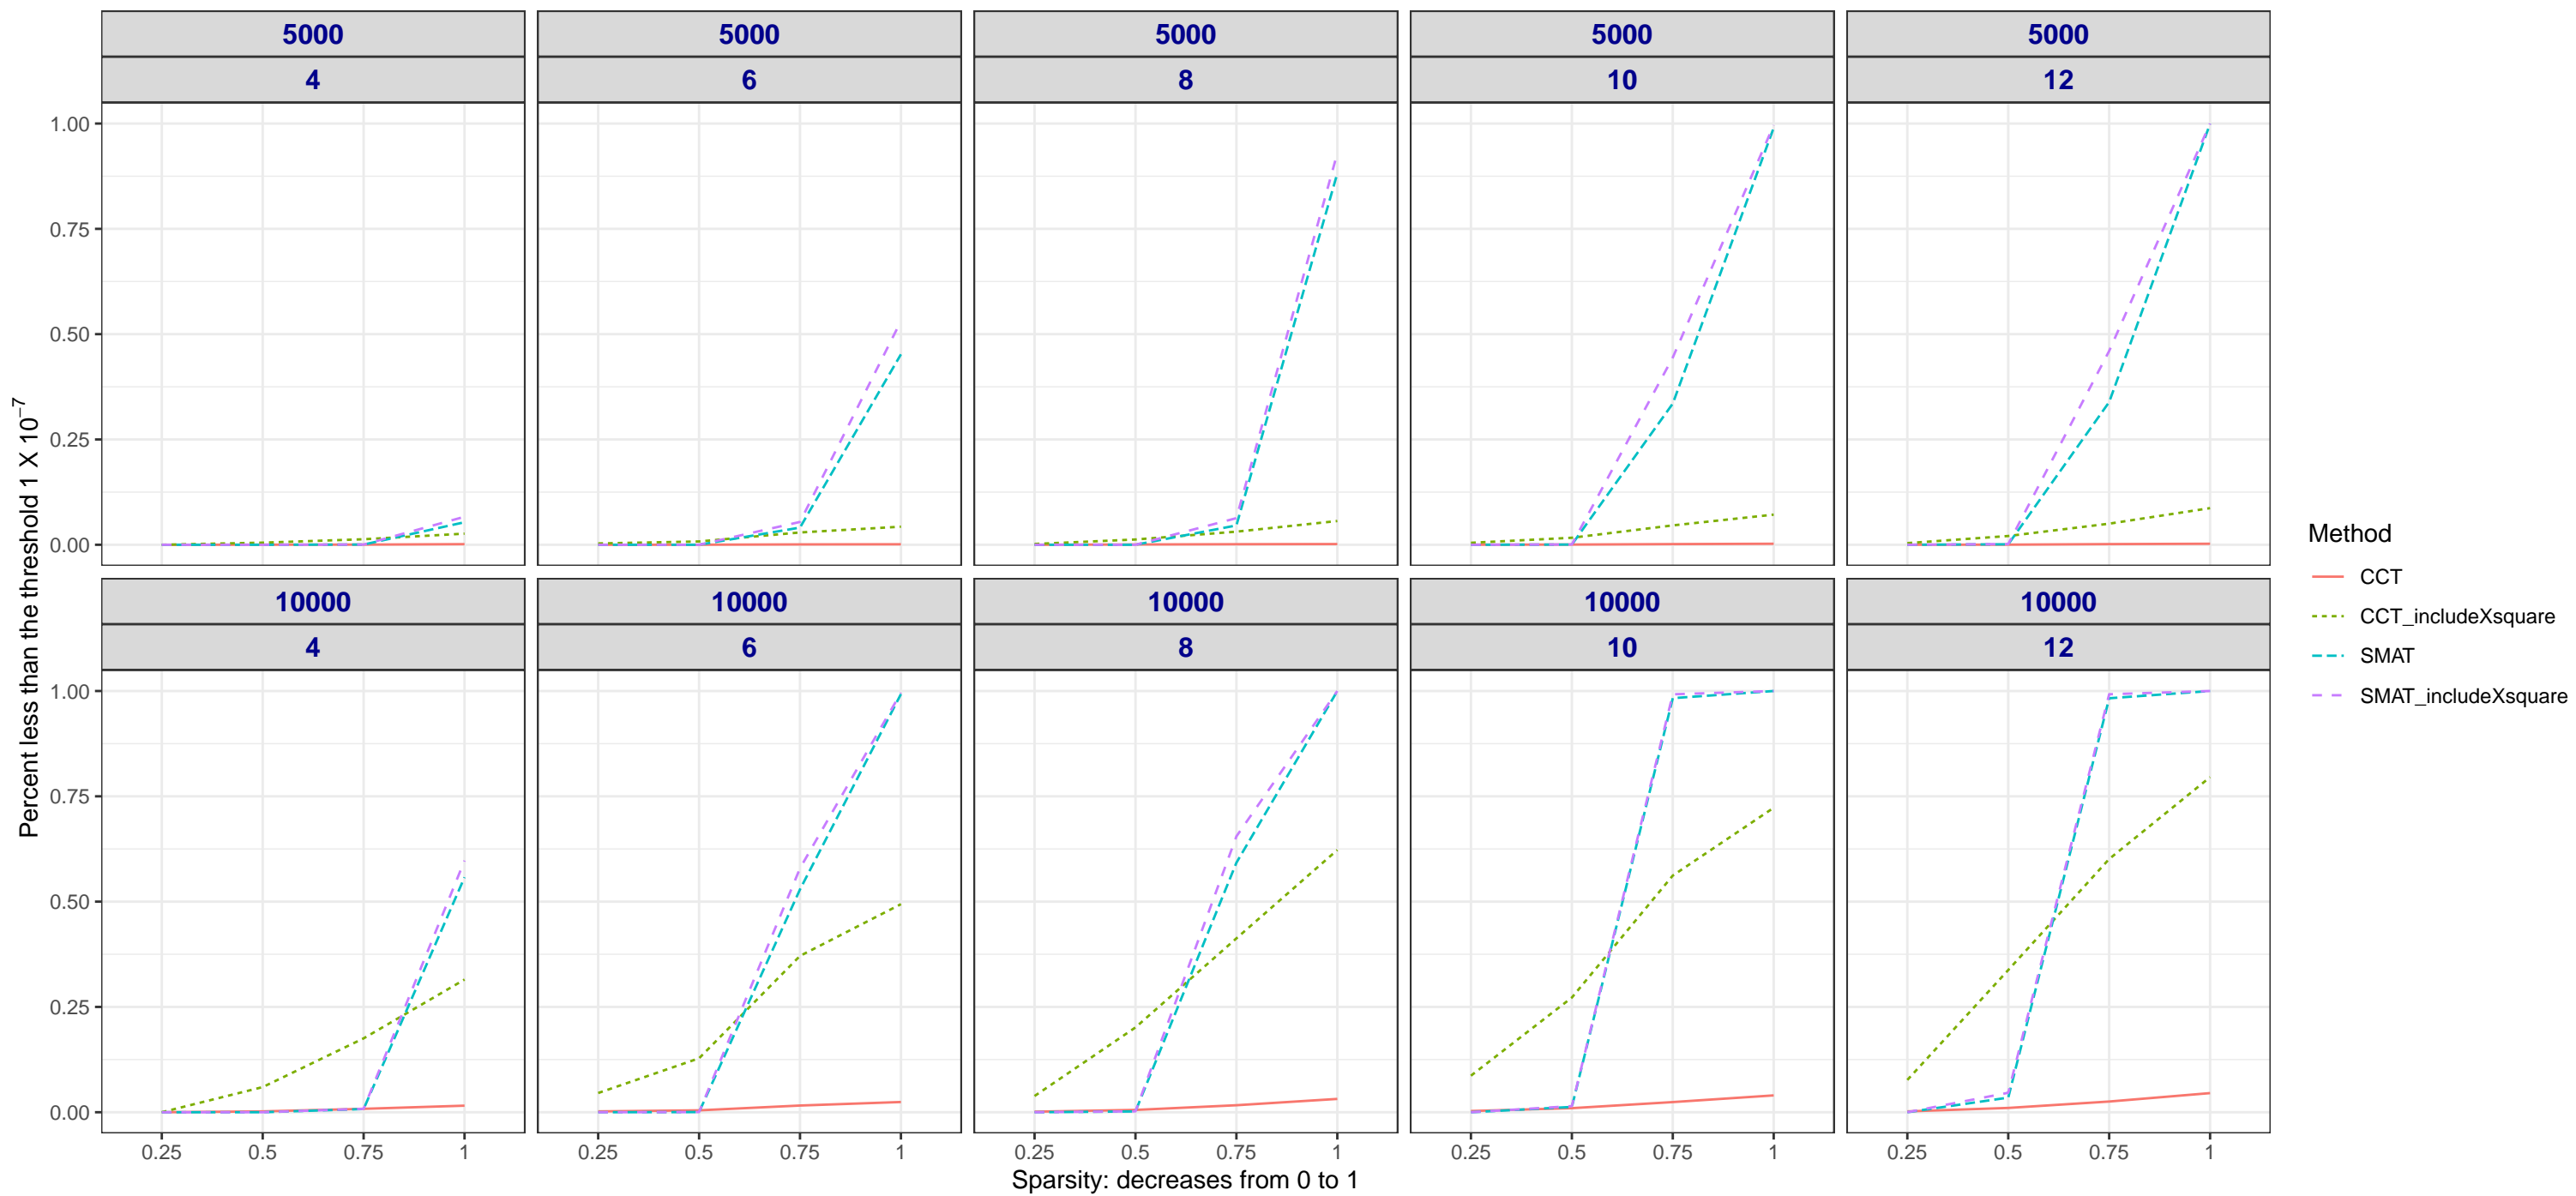 5000 5000 5000 5000 5000
4 6 8 10 12
1.00
0.75
0.50
0.25
0.00
10000 10000 10000 10000 10000
4 6 8 10 12
1.00
0.75
0.50
0.25
0.00
0.25 0.5 0.75 1 0.25 0.5 0.75 1 0.25 0.5 0.75 1 0.25 0.5 0.75 1 0.25 0.5 0.75 1
Sparsity: decreases from 0 to 1
Percent less than the threshold 1 X 10⁻⁷
Method
CCT
CCT_includeXsquare
SMAT
SMAT_includeXsquare